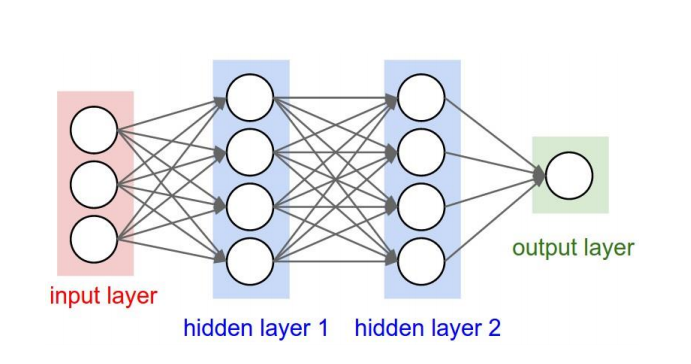 input layer
hidden layer 1
hidden layer 2
output layer